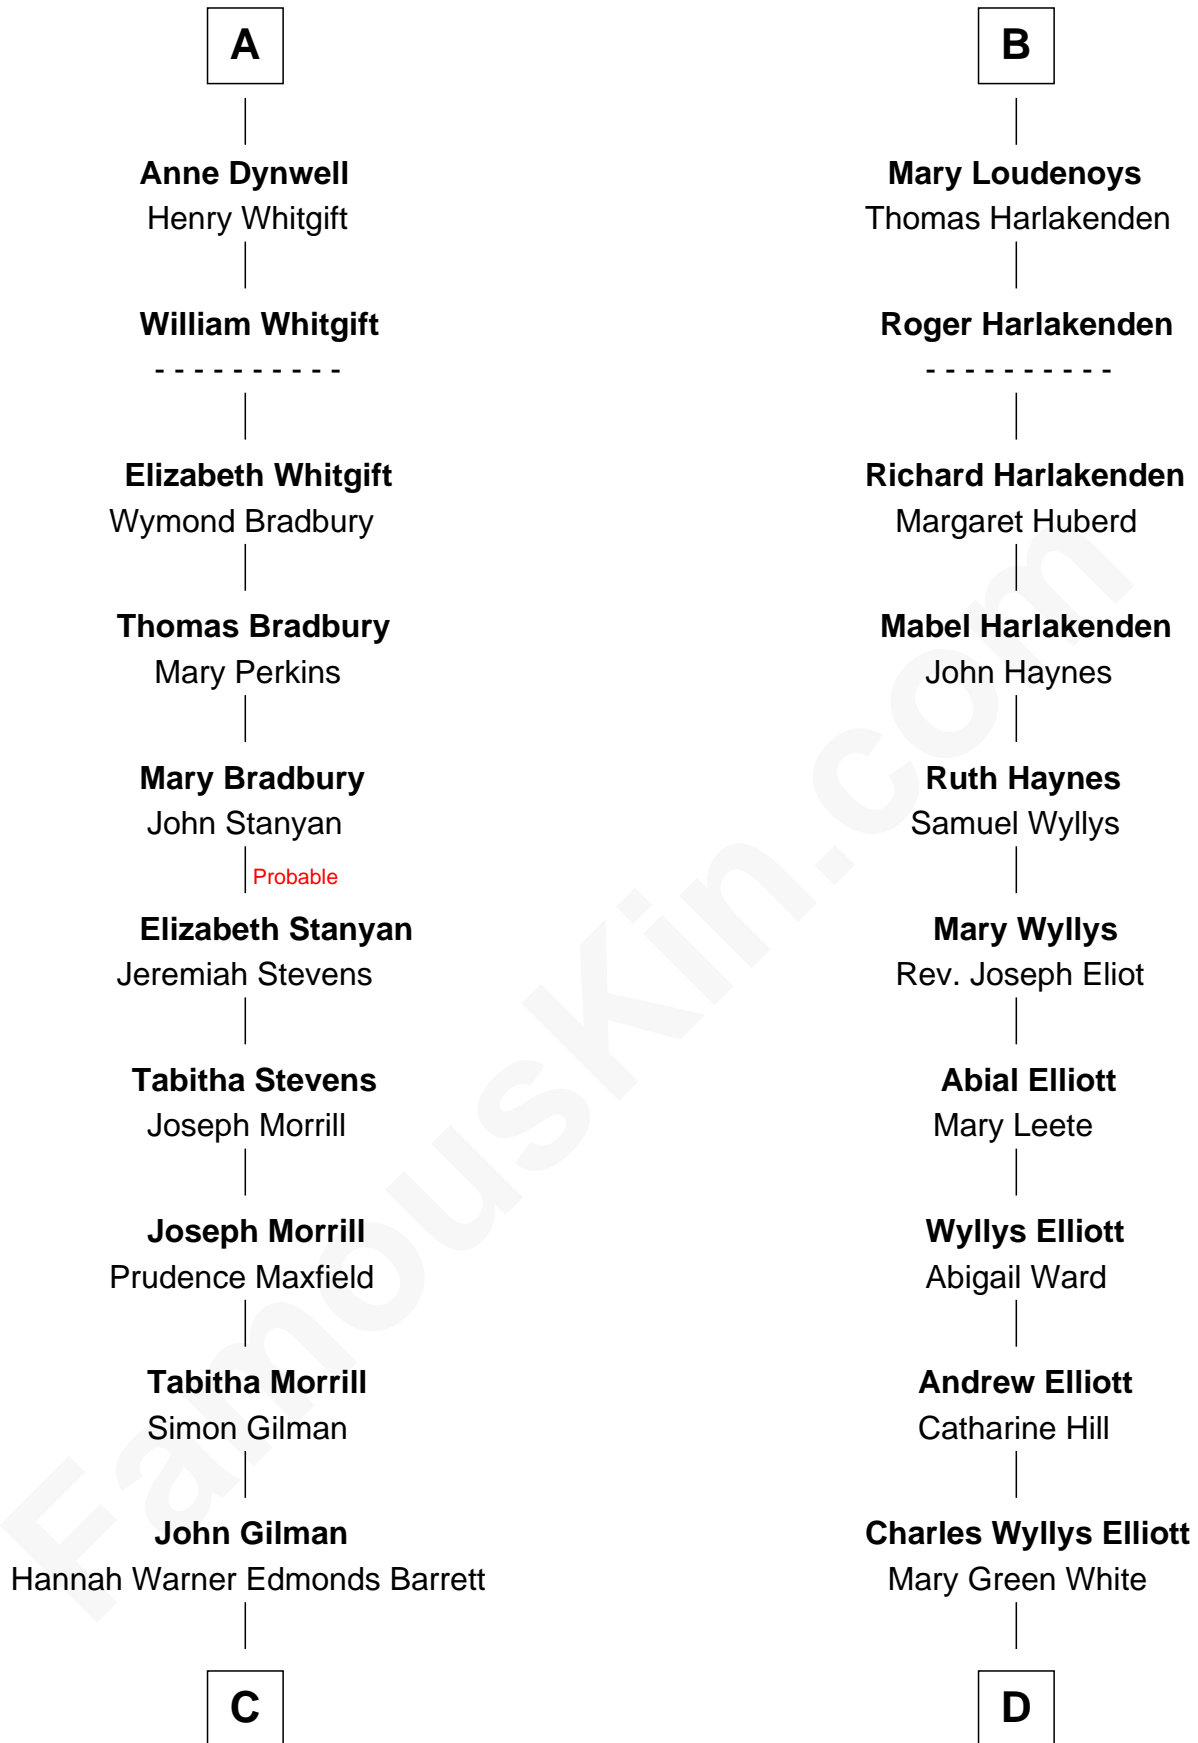 A
Anne Dynwell
Henry Whitgift
William Whitgift
- - - - - - - - - -
Elizabeth Whitgift
Wymond Bradbury
Thomas Bradbury
Mary Perkins
Mary Bradbury
John Stanyan
Probable
Elizabeth Stanyan
Jeremiah Stevens
Tabitha Stevens
Joseph Morrill
Joseph Morrill
Prudence Maxfield
Tabitha Morrill
Simon Gilman
John Gilman
Hannah Warner Edmonds Barrett
C
B
Mary Loudenoys
Thomas Harlakenden
Roger Harlakenden
- - - - - - - - - -
Richard Harlakenden
Margaret Huberd
Mabel Harlakenden
John Haynes
Ruth Haynes
Samuel Wyllys
Mary Wyllys
Rev. Joseph Eliot
Abial Elliott
Mary Leete
Wyllys Elliott
Abigail Ward
Andrew Elliott
Catharine Hill
Charles Wyllys Elliott
Mary Green White
D
FamousKin.com